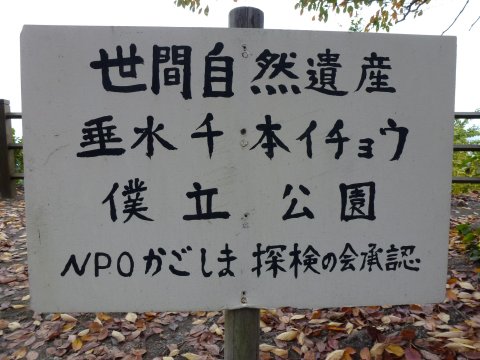 世間自然遺産
垂水千本イチョウ
僕立公園
NPOかごしま探検の会承認